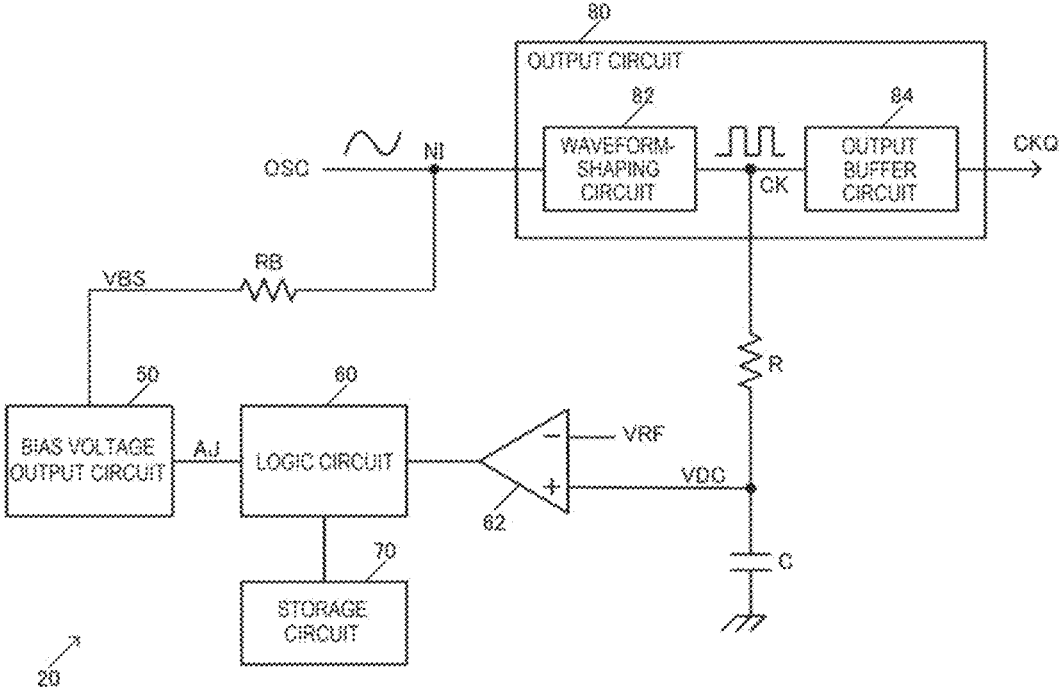 80
OUTPUT CIRCUIT
82
84
WAVEFORM-
SHAPING
CIRCUIT
OUTPUT
BUFFER
CIRCUIT
OSC
NI
CK
CKQ
VBS
RB
R
50
60
BIAS VOLTAGE
OUTPUT CIRCUIT
AJ
LOGIC CIRCUIT
−
+
VRF
VDC
62
70
STORAGE
CIRCUIT
C
20